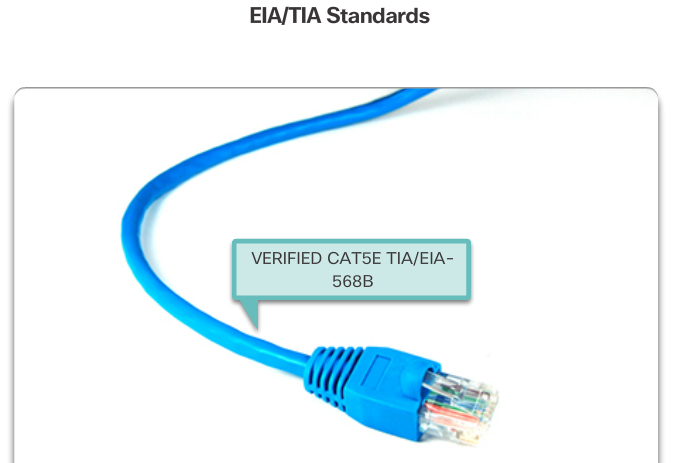 EIA/TIA Standards
VERIFIED CAT5E TIA/EIA-
568B